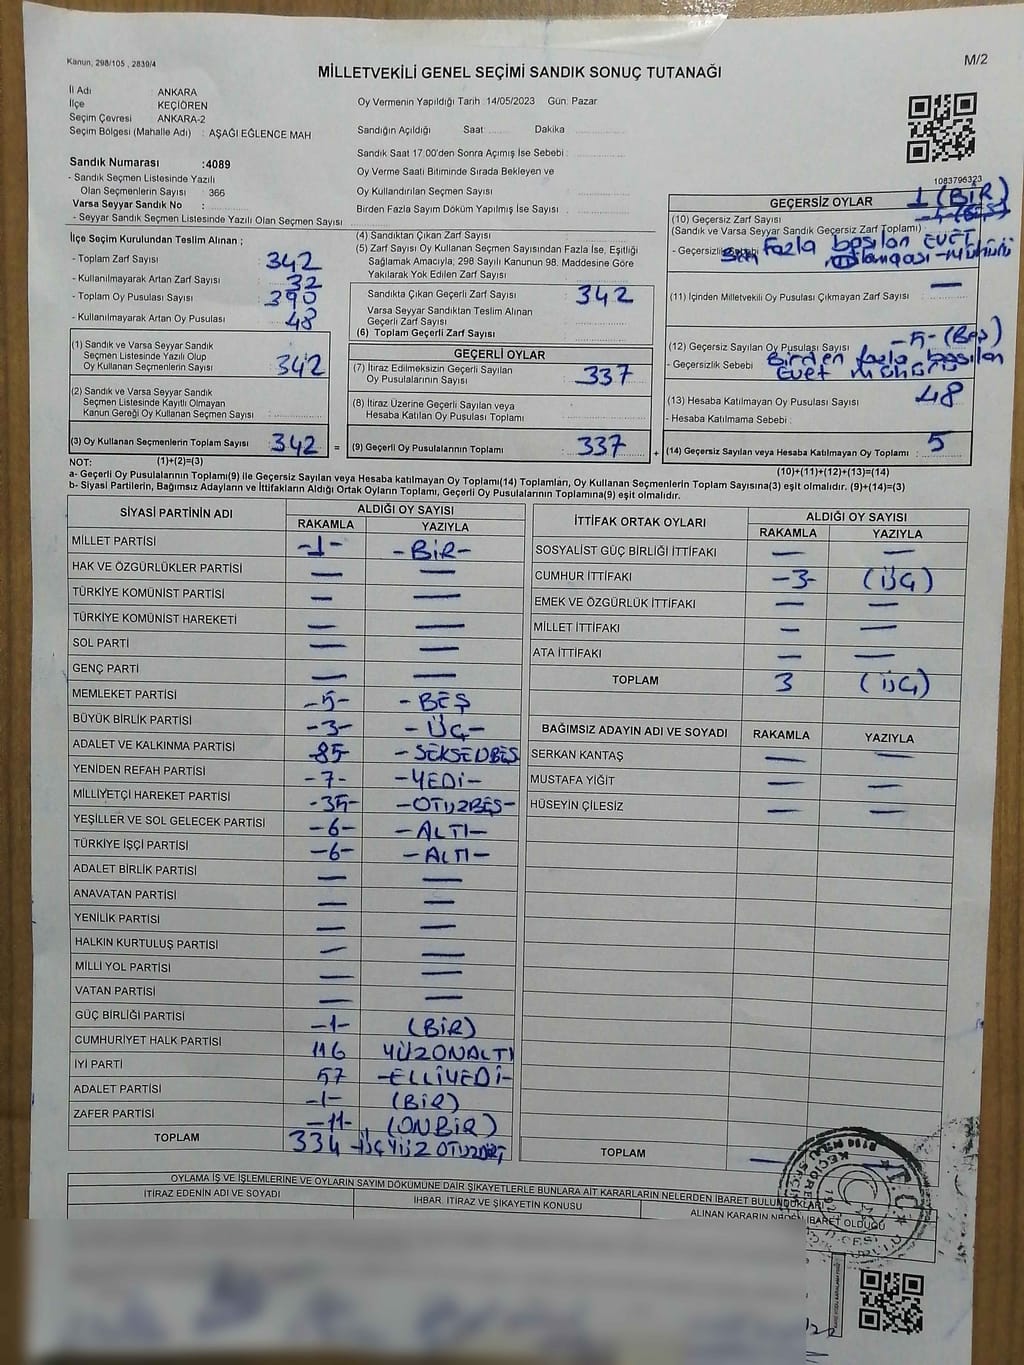 Kanun, 298/105 , 2839/4
M/2
MİLLETVEKİLİ GENEL SEÇİMİ SANDIK SONUÇ TUTANAĞI
İl Adı : ANKARA
İlçe : KEÇİÖREN
Seçim Çevresi : ANKARA-2
Seçim Bölgesi (Mahalle Adı) : AŞAĞI EĞLENCE MAH
Sandık Numarası :4089
- Sandık Seçmen Listesinde Yazılı
Olan Seçmenlerin Sayısı : 366
Varsa Seyyar Sandık No :
- Seyyar Sandık Seçmen Listesinde Yazılı Olan Seçmen Sayısı
Oy Vermenin Yapıldığı Tarih 14/05/2023 Gün: Pazar
Sandığın Açıldığı Saat: Dakika
Sandık Saat 17:00'den Sonra Açımış İse Sebebi :
Oy Verme Saati Bitiminde Sırada Bekleyen ve
Oy Kullandırılan Seçmen Sayısı :
Birden Fazla Sayım Döküm Yapılmış İse Sayısı :
1083796323
İlçe Seçim Kurulundan Teslim Alınan ;
- Toplam Zarf Sayısı : 342
- Kullanılmayarak Artan Zarf Sayısı : 32
- Toplam Oy Pusulası Sayısı : 390
- Kullanılmayarak Artan Oy Pusulası : 48
(1) Sandık ve Varsa Seyyar Sandık
Seçmen Listesinde Yazılı Olup
Oy Kullanan Seçmenlerin Sayısı : 342
(2) Sandık ve Varsa Seyyar Sandık
Seçmen Listesinde Kayıtlı Olmayan
Kanun Gereği Oy Kullanan Seçmen Sayısı :
(3) Oy Kullanan Seçmenlerin Toplam Sayısı : 342 =
(4) Sandıktan Çıkan Zarf Sayısı :
(5) Zarf Sayısı Oy Kullanan Seçmen Sayısından Fazla İse, Eşitliği
Sağlamak Amacıyla, 298 Sayılı Kanunun 98. Maddesine Göre
Yakılarak Yok Edilen Zarf Sayısı :
Sandıkta Çıkan Geçerli Zarf Sayısı : 342
Varsa Seyyar Sandıktan Teslim Alınan
Geçerli Zarf Sayısı :
(6) Toplam Geçerli Zarf Sayısı :
GEÇERLİ OYLAR
(7) İtiraz Edilmeksizin Geçerli Sayılan
Oy Pusulalarının Sayısı : 337
(8) İtiraz Üzerine Geçerli Sayılan veya
Hesaba Katılan Oy Pusulası Toplamı :
(9) Geçerli Oy Pusulalarının Toplamı : 337 +
GEÇERSİZ OYLAR 1 (BİR)
(10) Geçersiz Zarf Sayısı
(Sandık ve Varsa Seyyar Sandık Geçersiz Zarf Toplamı) :
- Geçersizlik Sebebi fazla basılan EVET
(11) İçinden Milletvekili Oy Pusulası Çıkmayan Zarf Sayısı : —
(12) Geçersiz Sayılan Oy Pusulası Sayısı -5- (Beş)
- Geçersizlik Sebebi : Birden fazla basılan
Evet mührü
(13) Hesaba Katılmayan Oy Pusulası Sayısı : 48
- Hesaba Katılmama Sebebi :
(14) Geçersiz Sayılan veya Hesaba Katılmayan Oy Toplamı : 5
NOT: (1)+(2)=(3)
(10)+(11)+(12)+(13)=(14)
a- Geçerli Oy Pusulasının Toplamı(9) ile Geçersiz Sayılan veya Hesaba katılmayan Oy Toplamı(14) Toplamları, Oy Kullanan Seçmenlerin Toplam Sayısına(3) eşit olmalıdır. (9)+(14)=(3)
b- Siyasi Partilerin, Bağımsız Adayların ve İttifakların Aldığı Ortak Oyların Toplamı, Geçerli Oy Pusulasının Toplamına(9) eşit olmalıdır.
SİYASİ PARTİNİN ADI ALDIĞI OY SAYISI
RAKAMLA YAZIYLA
MİLLET PARTİSİ -1- -BİR-
HAK VE ÖZGÜRLÜKLER PARTİSİ — —
TÜRKİYE KOMÜNİST PARTİSİ — —
TÜRKİYE KOMÜNİST HAREKETİ — —
SOL PARTİ — —
GENÇ PARTİ — —
MEMLEKET PARTİSİ -5- -BEŞ
BÜYÜK BİRLİK PARTİSİ -3- -ÜÇ-
ADALET VE KALKINMA PARTİSİ -85 -SEKSENBEŞ
YENİDEN REFAH PARTİSİ -7- -YEDİ-
MİLLİYETÇİ HAREKET PARTİSİ -35- -OTUZBEŞ-
YEŞİLLER VE SOL GELECEK PARTİSİ -6- -ALTI-
TÜRKİYE İŞÇİ PARTİSİ -6- -ALTI-
ADALET BİRLİK PARTİSİ — —
ANAVATAN PARTİSİ — —
YENİLİK PARTİSİ — —
HALKIN KURTULUŞ PARTİSİ — —
MİLLİ YOL PARTİSİ — —
VATAN PARTİSİ — —
GÜÇ BİRLİĞİ PARTİSİ -1- (BİR)
CUMHURİYET HALK PARTİSİ 116 YÜZONALTI
İYİ PARTİ 57 -ELLİYEDİ-
ADALET PARTİSİ -1- (BİR)
ZAFER PARTİSİ -11- (ONBİR)
TOPLAM 334 -ÜÇYÜZ OTUZDÖRT
İTTİFAK ORTAK OYLARI ALDIĞI OY SAYISI
RAKAMLA YAZIYLA
SOSYALİST GÜÇ BİRLİĞİ İTTİFAKI — —
CUMHUR İTTİFAKI -3- (ÜÇ)
EMEK VE ÖZGÜRLÜK İTTİFAKI — —
MİLLET İTTİFAKI — —
ATA İTTİFAKI — —
TOPLAM 3 (ÜÇ)
BAĞIMSIZ ADAYIN ADI VE SOYADI RAKAMLA YAZIYLA
SERKAN KANTAŞ — —
MUSTAFA YİĞİT — —
HÜSEYİN ÇİLESİZ — —
TOPLAM —
OYLAMA İŞ VE İŞLEMLERİNE VE OYLARIN SAYIM DÖKÜMÜNE DAİR ŞİKAYETLERLE BUNLARA AİT KARARLARIN NELERDEN İBARET BULUNDUKLARI
İTİRAZ EDENİN ADI VE SOYADI İHBAR, İTİRAZ VE ŞİKAYETİN KONUSU ALINAN KARARIN NEDEN İBARET OLDUĞU
T.C.